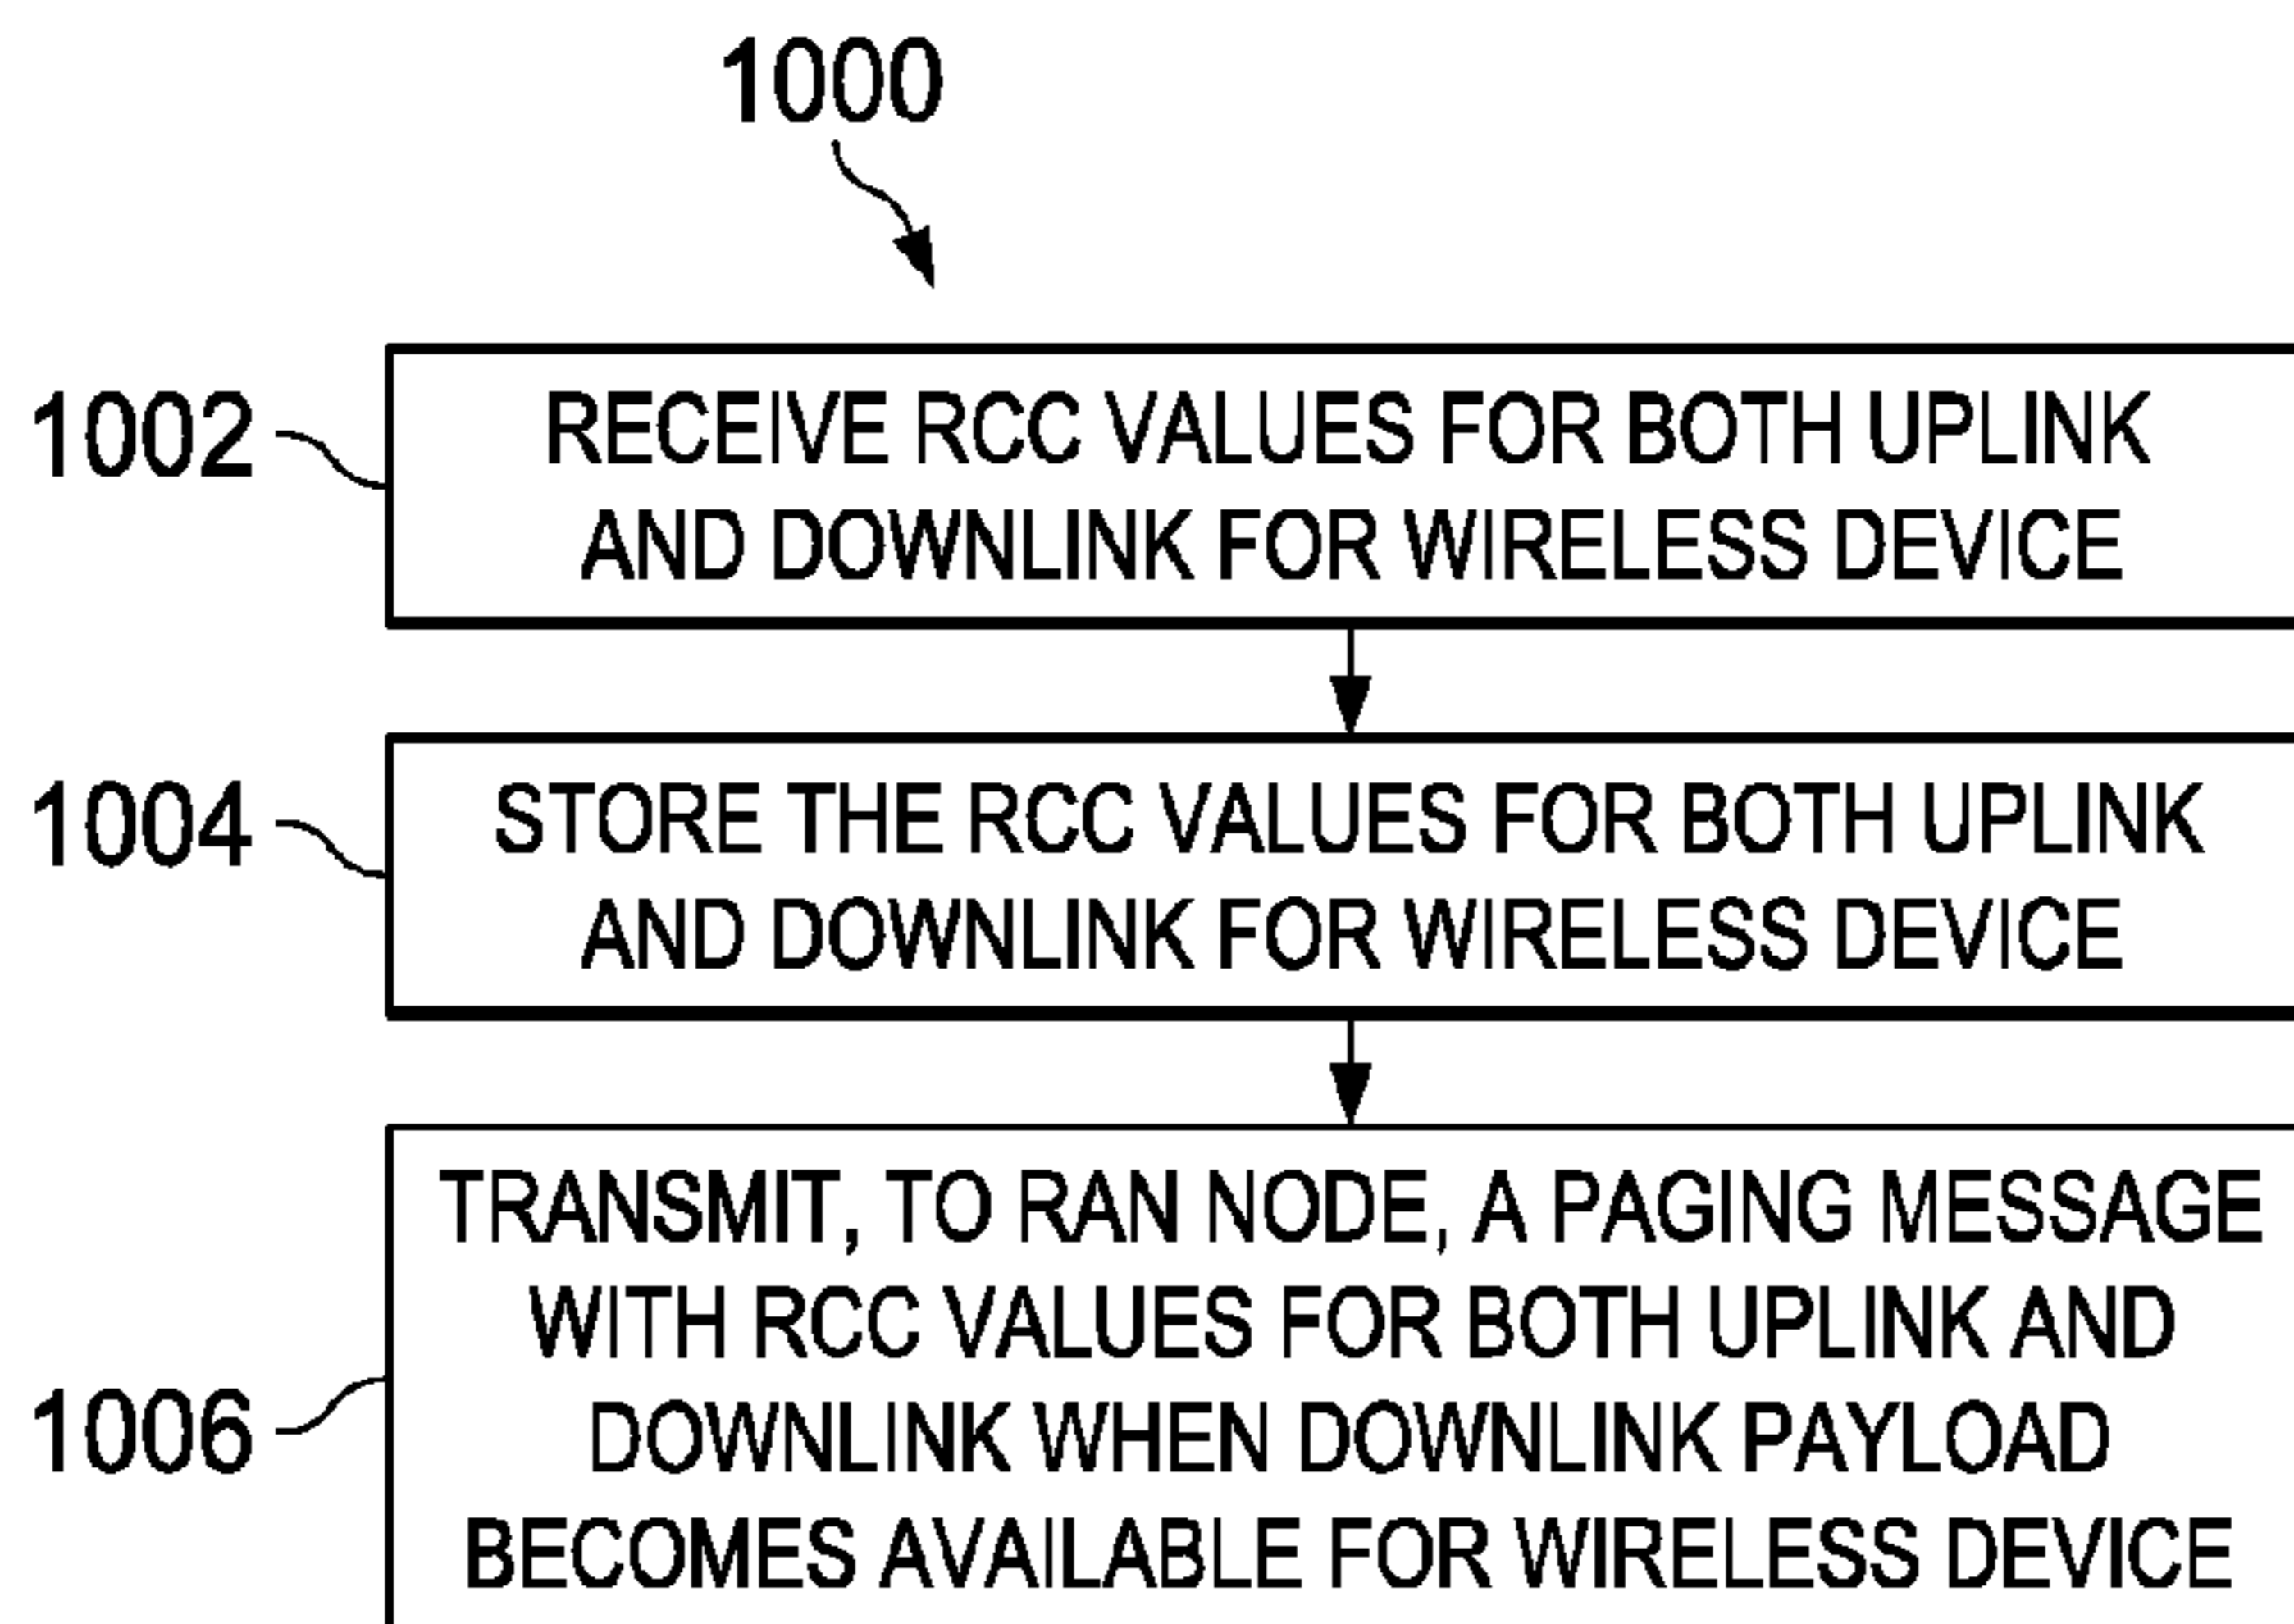 1000
1002
RECEIVE RCC VALUES FOR BOTH UPLINK
AND DOWNLINK FOR WIRELESS DEVICE
1004
STORE THE RCC VALUES FOR BOTH UPLINK
AND DOWNLINK FOR WIRELESS DEVICE
1006
TRANSMIT, TO RAN NODE, A PAGING MESSAGE
WITH RCC VALUES FOR BOTH UPLINK AND
DOWNLINK WHEN DOWNLINK PAYLOAD
BECOMES AVAILABLE FOR WIRELESS DEVICE